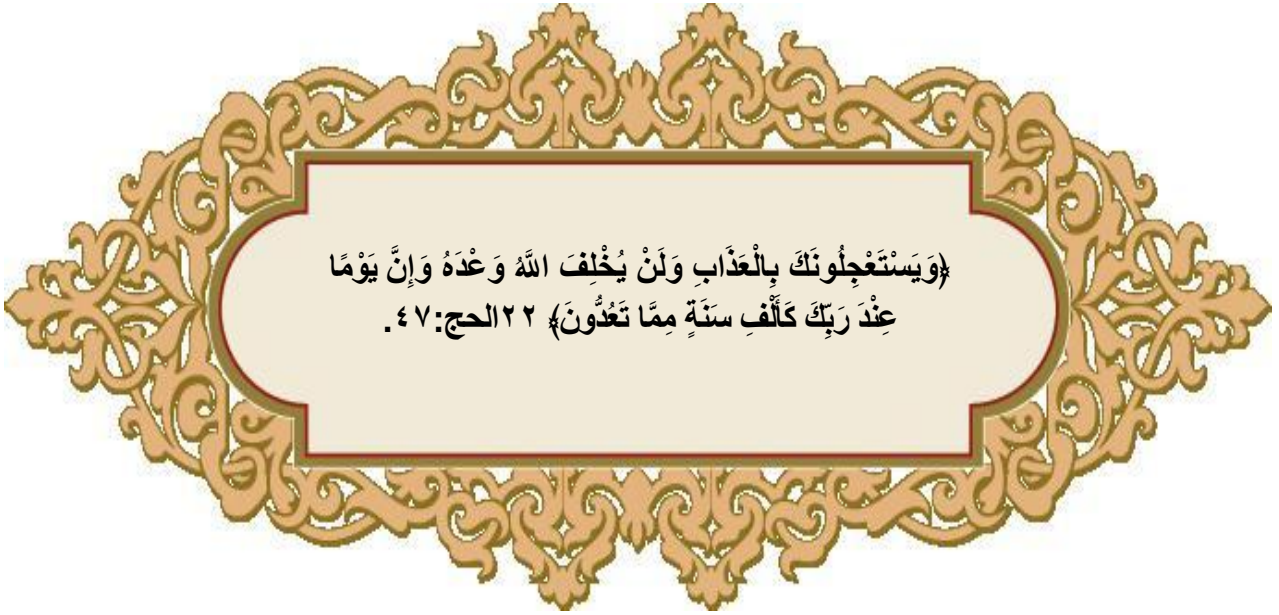 ﴿وَيَسْتَعْجِلُونَكَ بِالْعَذَابِ وَلَنْ يُخْلِفَ اللَّهُ وَعْدَهُ وَإِنَّ يَوْمًا
عِنْدَ رَبِّكَ كَأَلْفِ سَنَةٍ مِمَّا تَعُدُّونَ﴾ ٢٢الحج:٤٧.